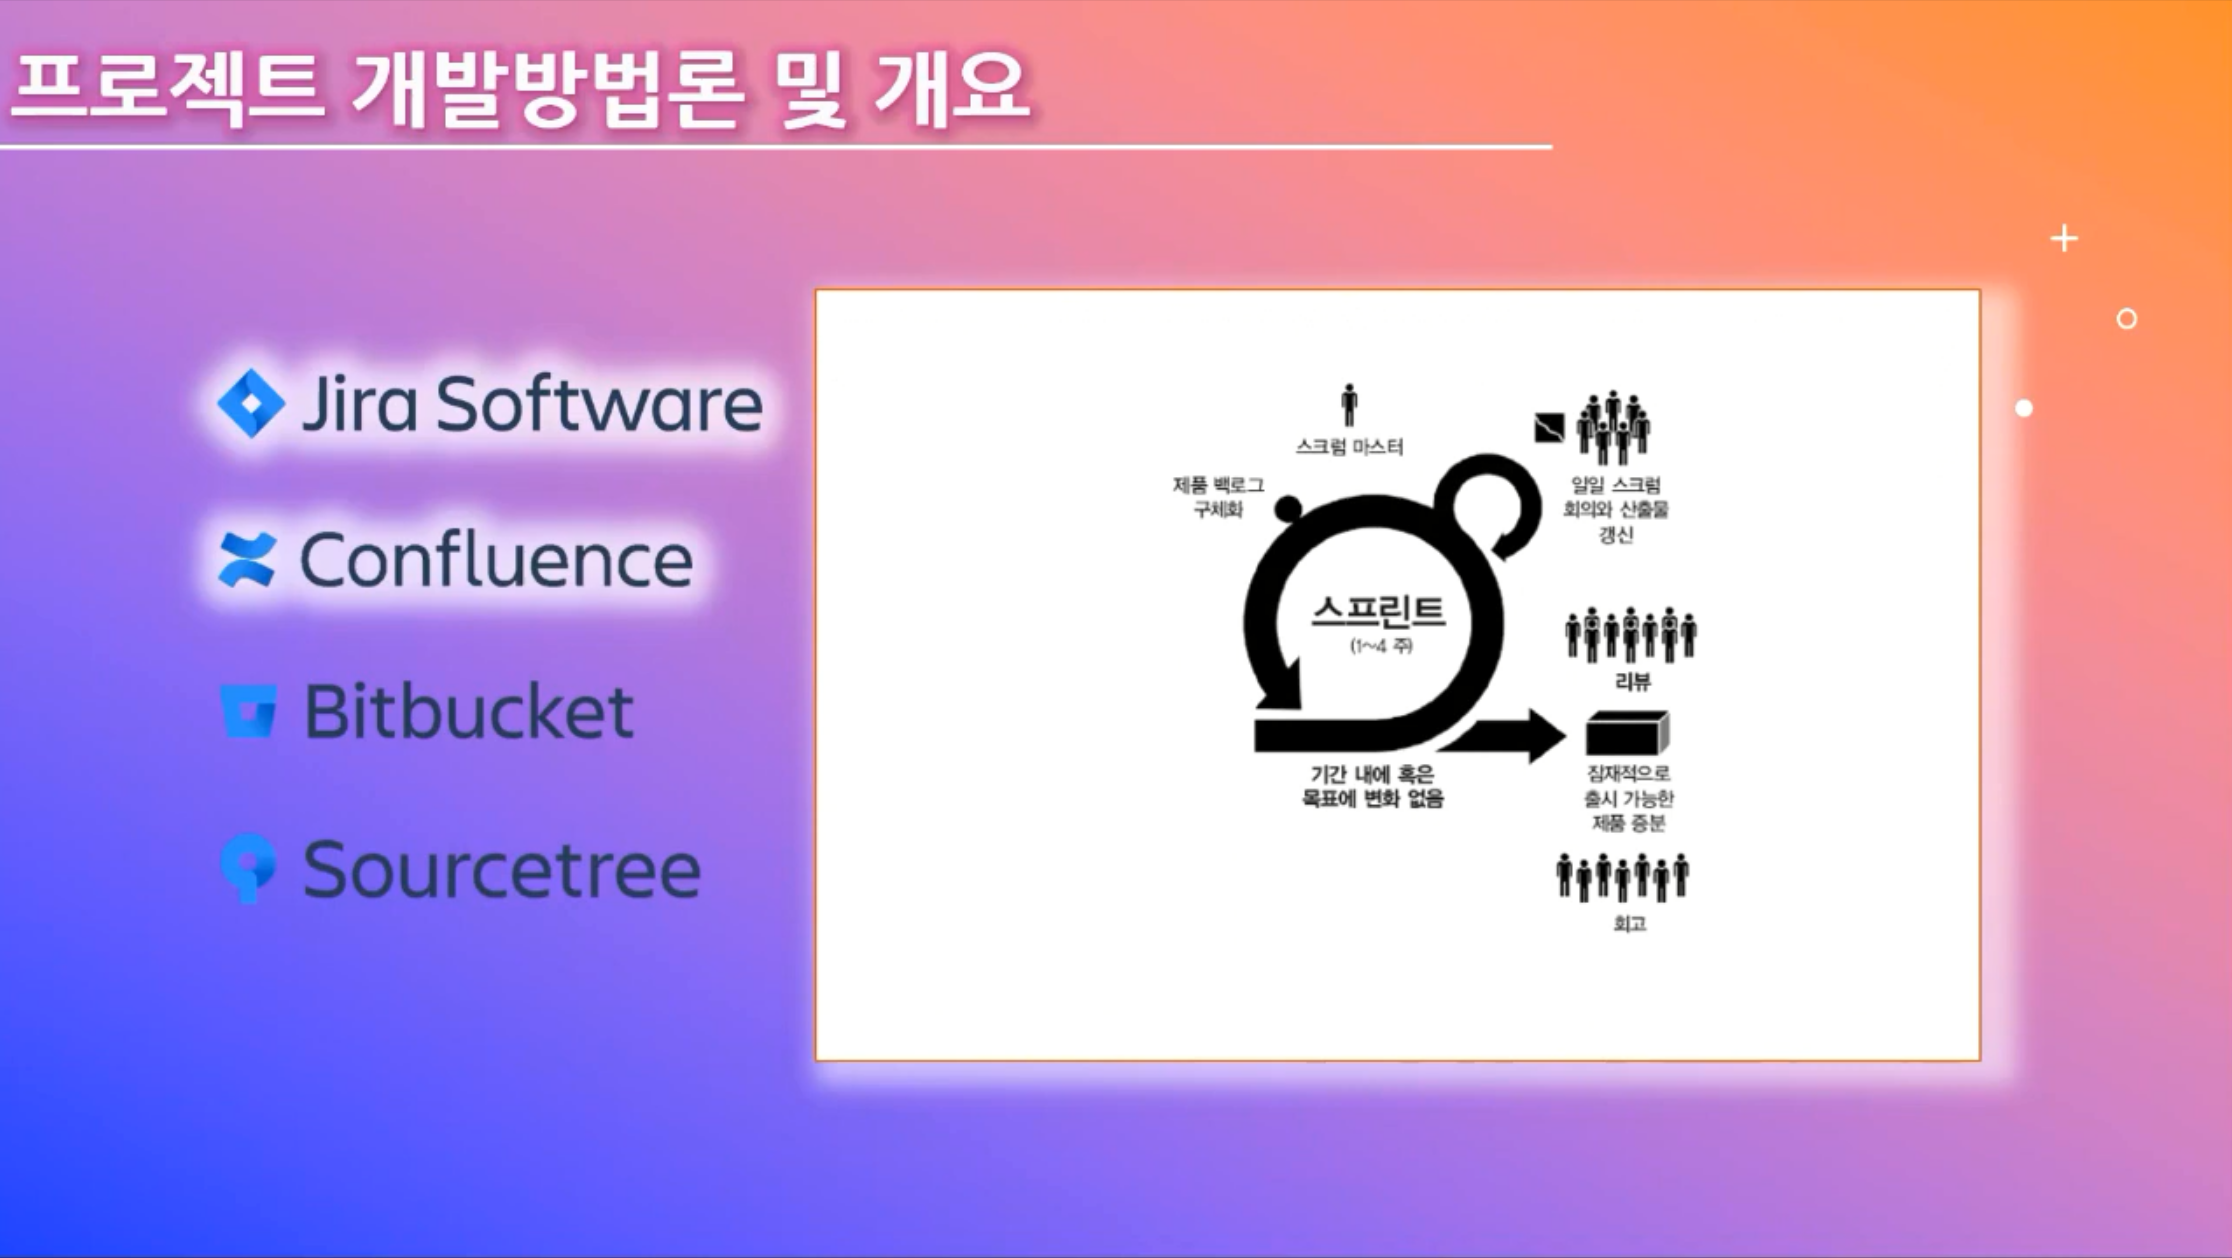 프로젝트 개발방법론 및 개요
Jira Software
Confluence
Bitbucket
Sourcetree
스크럼 마스터
제품 백로그
구체화
일일 스크럼
회의와 산출물
갱신
스프린트
(1~4 주)
리뷰
기간 내에 혹은
목표에 변화 없음
잠재적으로
출시 가능한
제품 증분
회고